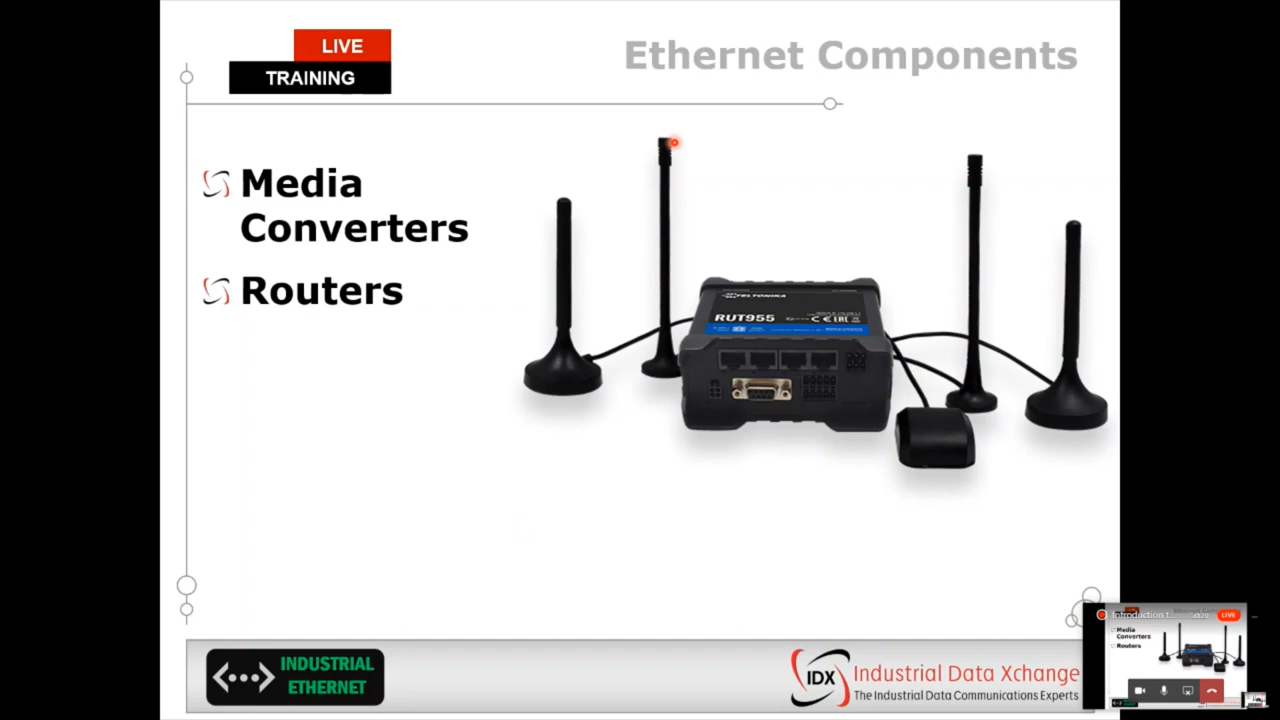 LIVE
TRAINING
Ethernet Components
Media
Converters
Routers
TELTONIKA
RUT955
INDUSTRIAL
ETHERNET
IDX
Industrial Data Xchange
The Industrial Data Communications Experts
Introduction t...
LIVE
Media
Converters
Routers